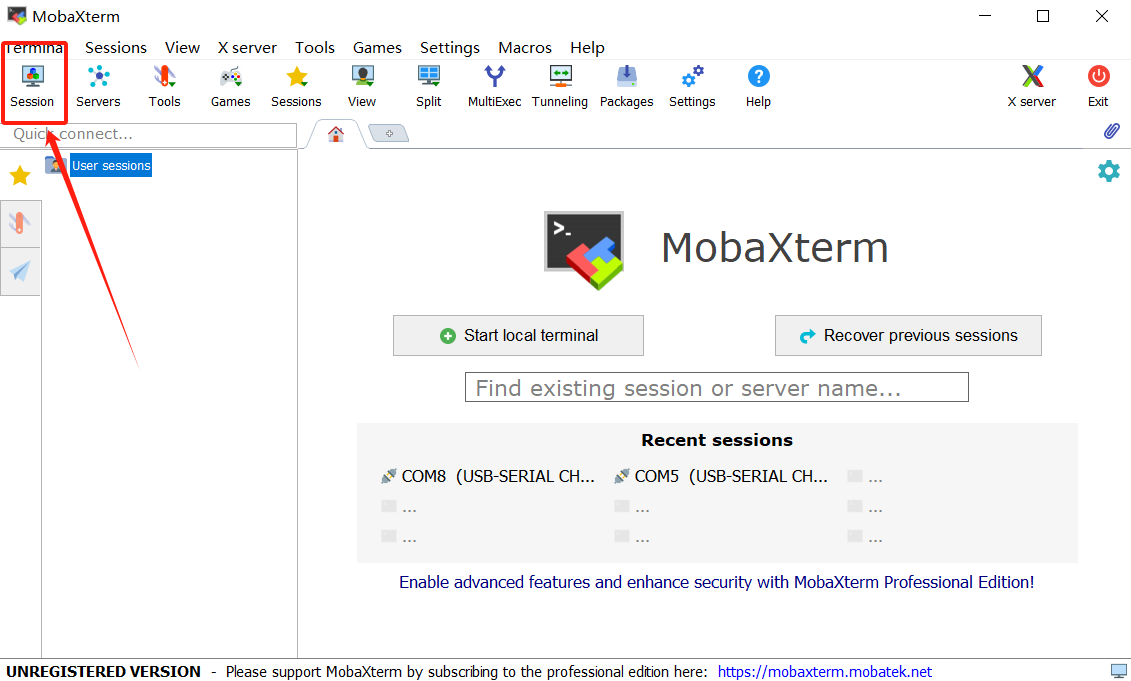 MobaXterm
Terminal Sessions View X server Tools Games Settings Macros Help
Session Servers Tools Games Sessions View Split MultiExec Tunneling Packages Settings Help X server Exit
Quick connect...
User sessions
>_
MobaXterm
Start local terminal
Recover previous sessions
Find existing session or server name...
Recent sessions
COM8 (USB-SERIAL CH... COM5 (USB-SERIAL CH... ...
... ... ...
... ... ...
Enable advanced features and enhance security with MobaXterm Professional Edition!
UNREGISTERED VERSION - Please support MobaXterm by subscribing to the professional edition here: https://mobaxterm.mobatek.net